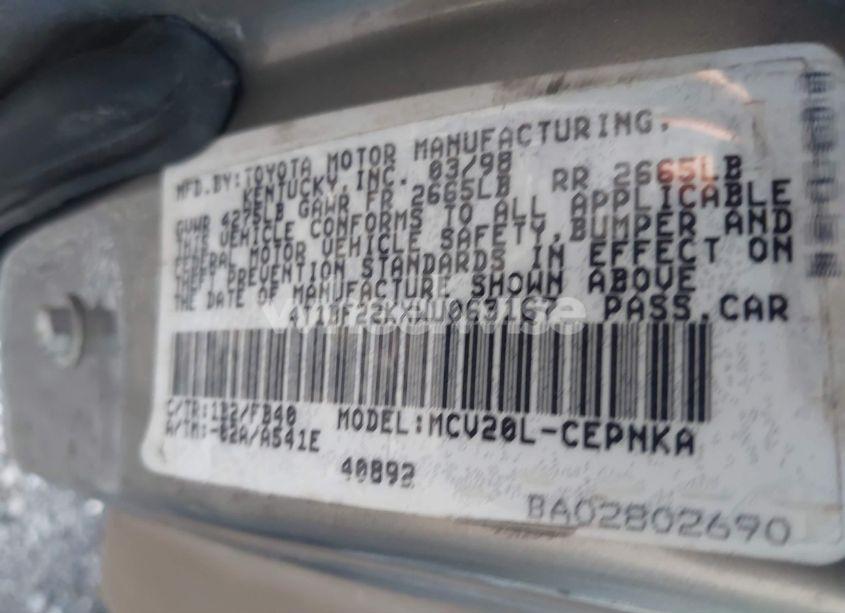 MFD.BY:TOYOTA MOTOR MANUFACTURING,
KENTUCKY,INC. 03/98
GVWR 4275LB GAWR FR 2665LB RR 2665LB
THIS VEHICLE CONFORMS TO ALL APPLICABLE
FEDERAL MOTOR VEHICLE SAFETY,BUMPER AND
THEFT PREVENTION STANDARDS IN EFFECT ON
THE DATE OF MANUFACTURE SHOWN ABOVE.
PASS.CAR
C/TR:1B2/FB40 MODEL:MCV20L-CEPNKA
A/TM:-02A/A541E
40892
BA02802690